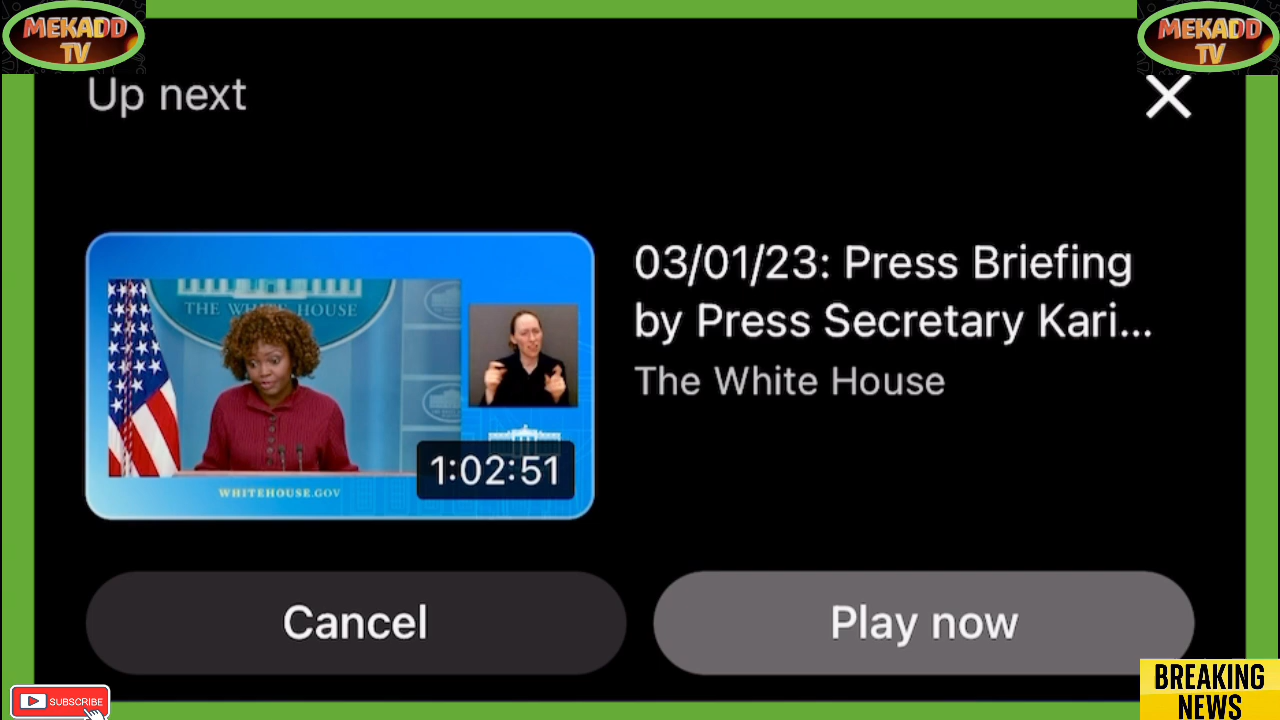 MEKADD
TV
MEKADD
TV
Up next
THE WHITE HOUSE
03/01/23: Press Briefing
by Press Secretary Kari...
The White House
1:02:51
WHITEHOUSE.GOV
Cancel
Play now
SUBSCRIBE
BREAKING
NEWS